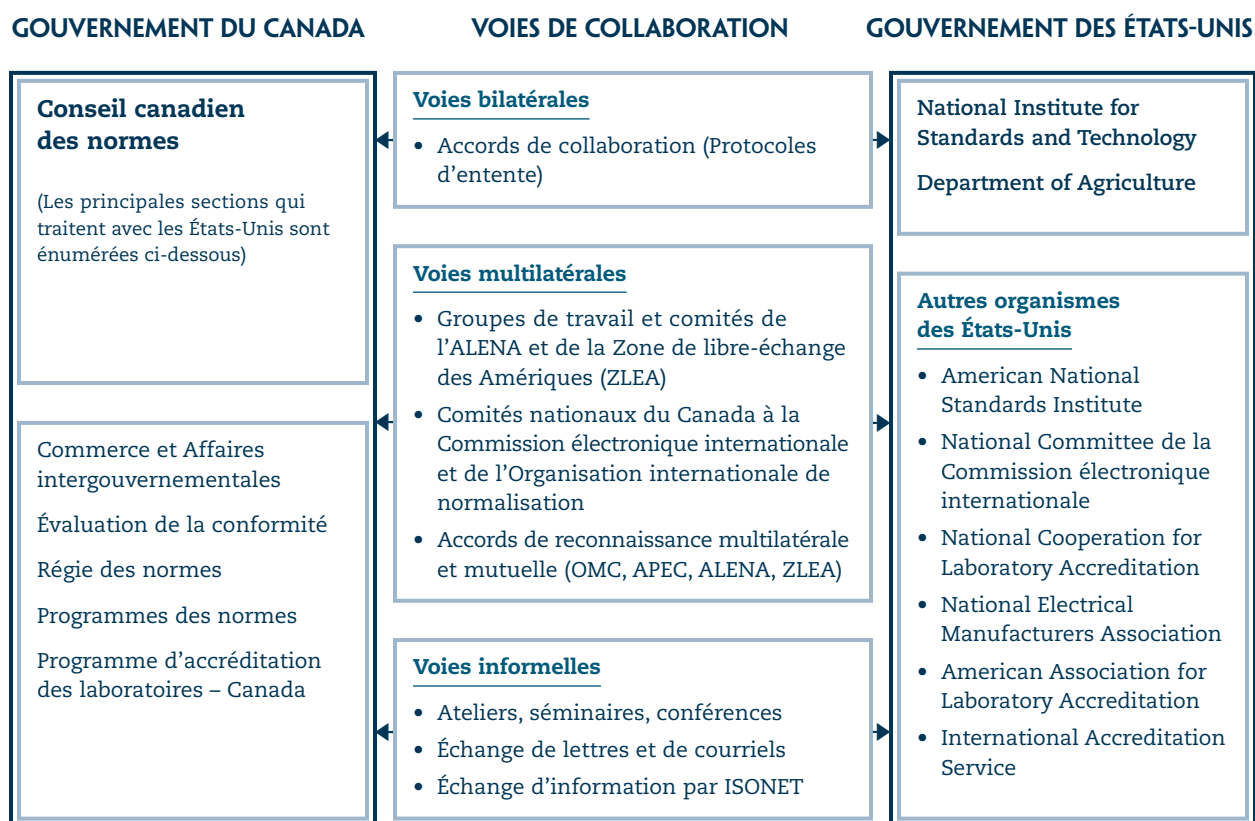 GOUVERNEMENT DU CANADA
VOIES DE COLLABORATION
GOUVERNEMENT DES ÉTATS-UNIS
Conseil canadien
des normes
(Les principales sections qui
traitent avec les États-Unis sont
énumérées ci-dessous)
Commerce et Affaires
intergouvernementales
Évaluation de la conformité
Régie des normes
Programmes des normes
Programme d'accréditation
des laboratoires – Canada
Voies bilatérales
• Accords de collaboration (Protocoles
d'entente)
Voies multilatérales
• Groupes de travail et comités de
l'ALENA et de la Zone de libre-échange
des Amériques (ZLEA)
• Comités nationaux du Canada à la
Commission électronique internationale
et de l'Organisation internationale de
normalisation
• Accords de reconnaissance multilatérale
et mutuelle (OMC, APEC, ALENA, ZLEA)
Voies informelles
• Ateliers, séminaires, conférences
• Échange de lettres et de courriels
• Échange d'information par ISONET
National Institute for
Standards and Technology
Department of Agriculture
Autres organismes
des États-Unis
• American National
Standards Institute
• National Committee de la
Commission électronique
internationale
• National Cooperation for
Laboratory Accreditation
• National Electrical
Manufacturers Association
• American Association for
Laboratory Accreditation
• International Accreditation
Service